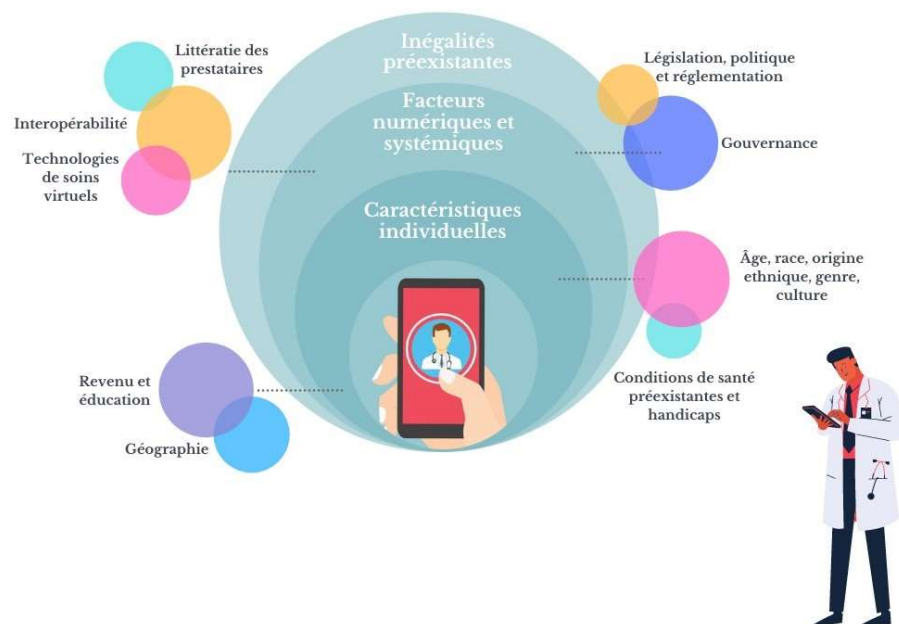 Inégalités
préexistantes
Facteurs
numériques et
systémiques
Caractéristiques
individuelles
Littératie des
prestataires
Interopérabilité
Technologies
de soins
virtuels
Revenu et
éducation
Géographie
Législation, politique
et réglementation
Gouvernance
Âge, race, origine
ethnique, genre,
culture
Conditions de santé
préexistantes et
handicaps